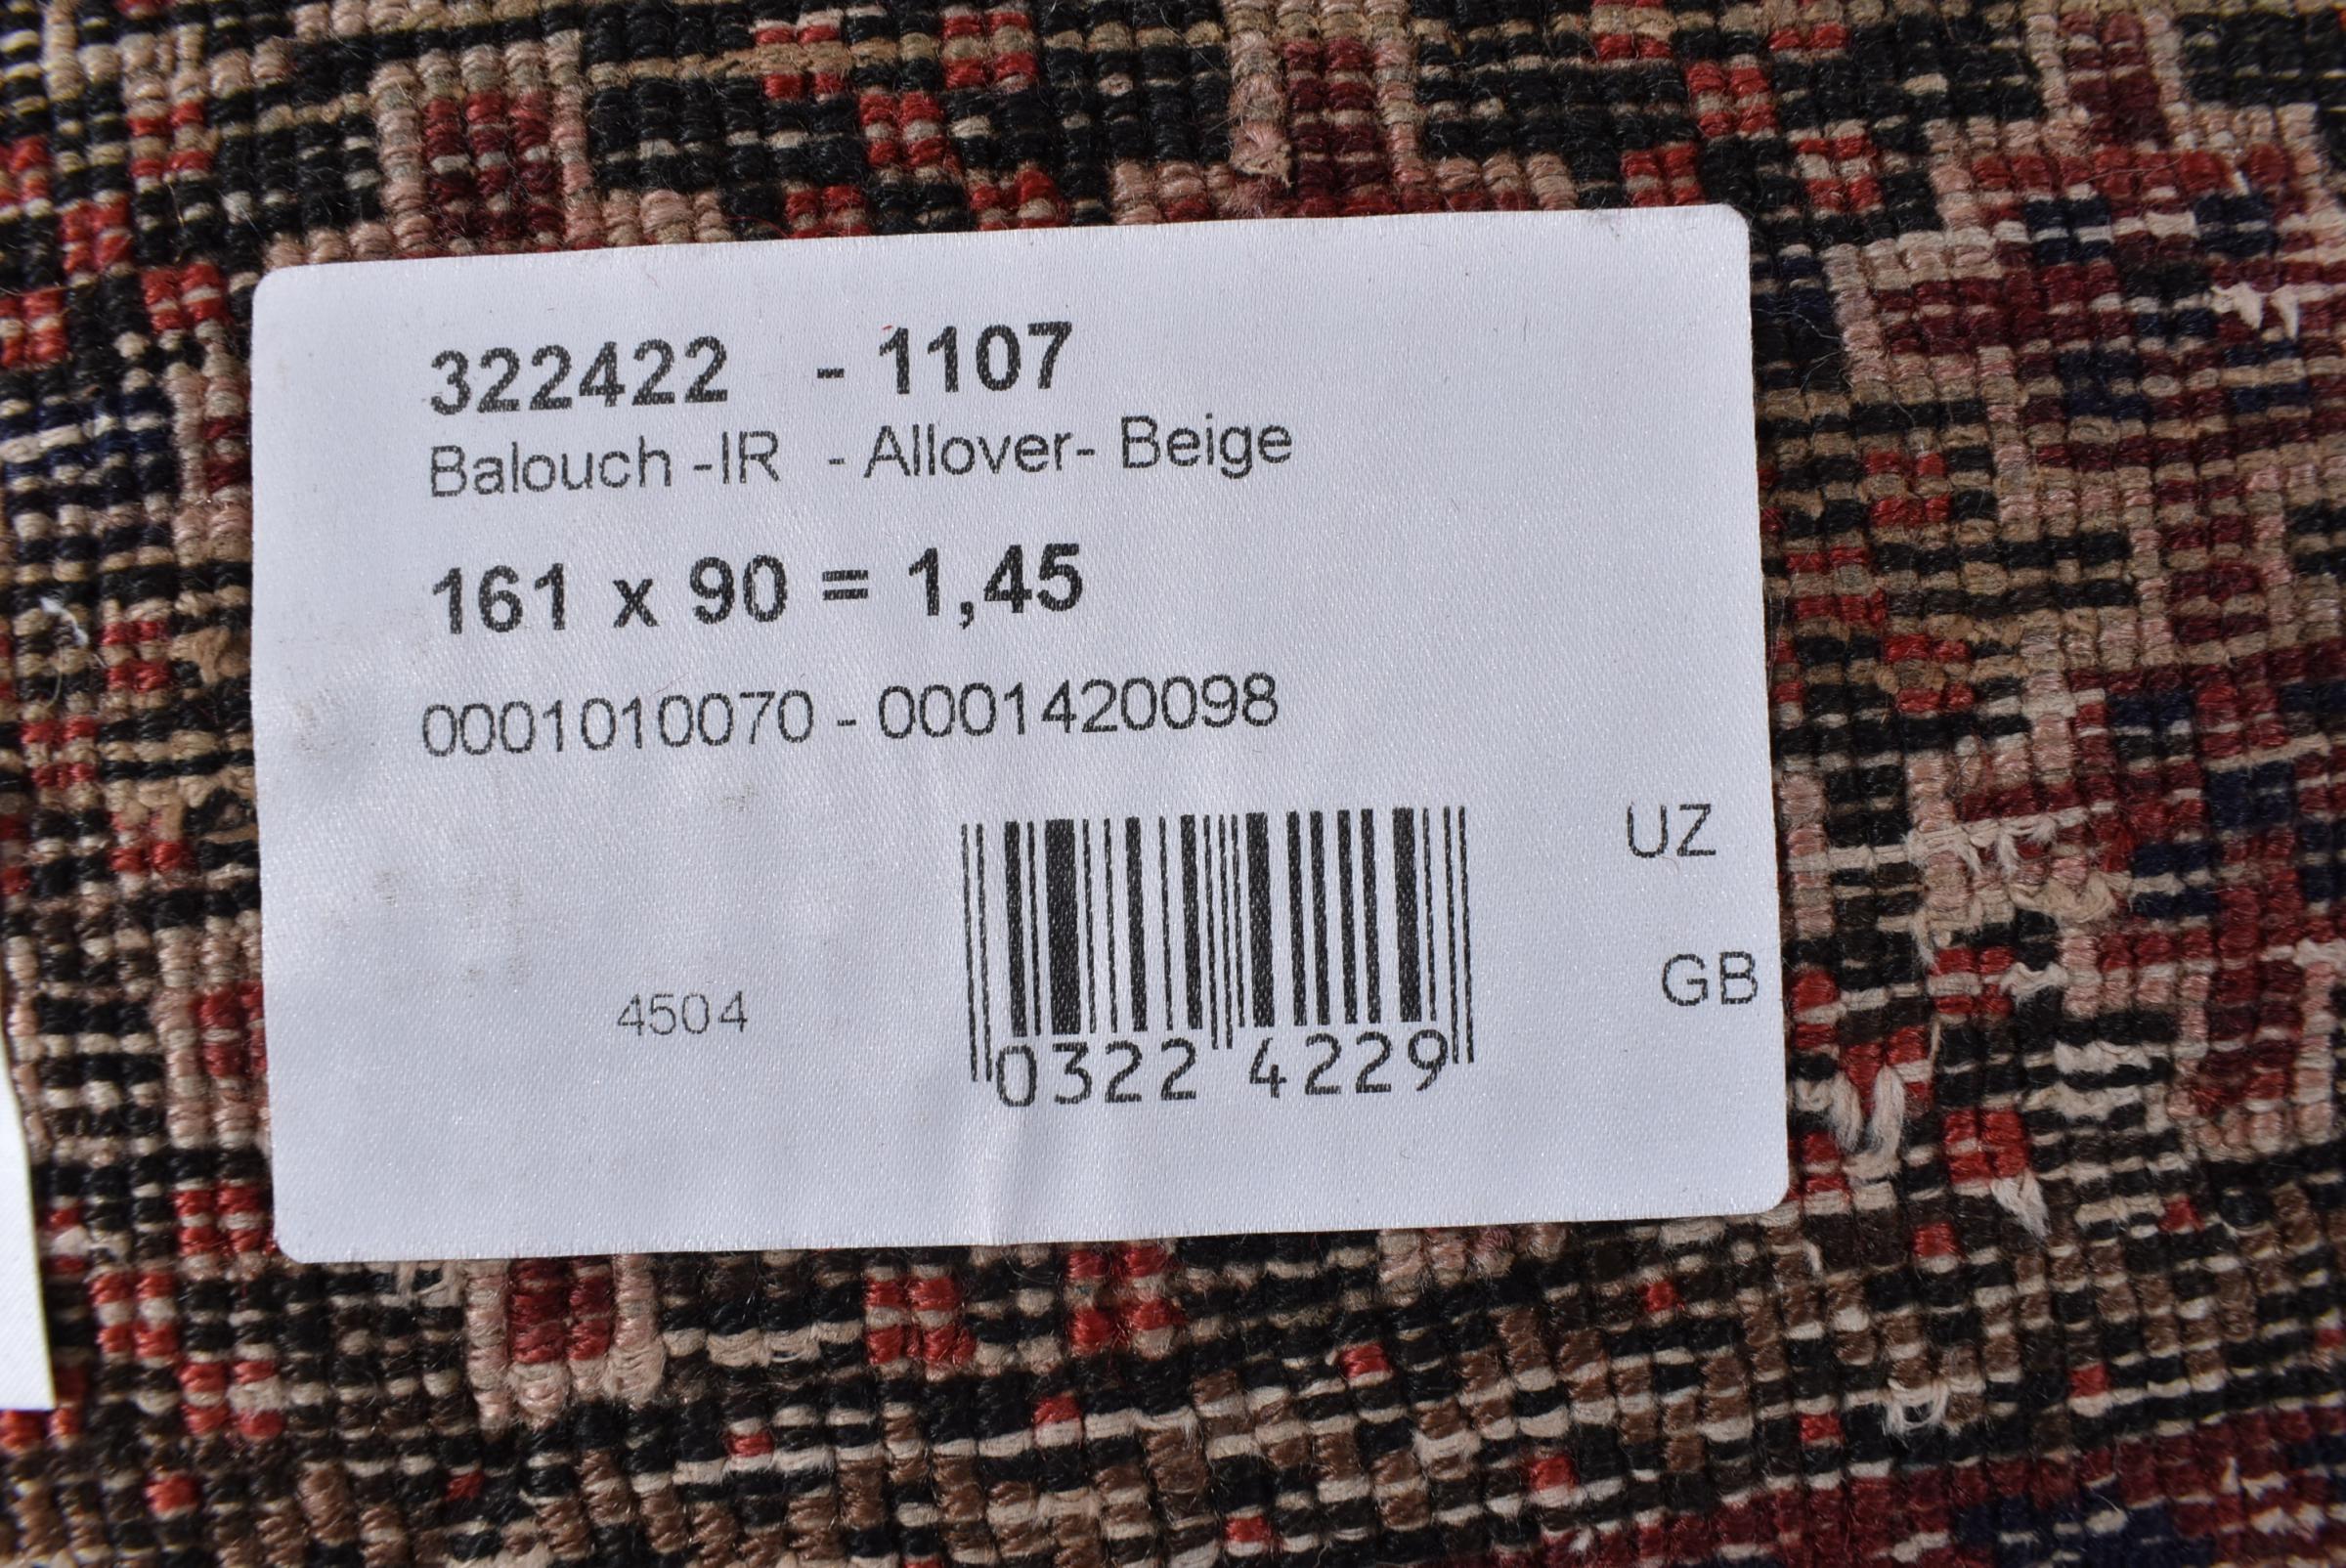 322422 - 1107
Balouch -IR - Allover- Beige
161 x 90 = 1,45
0001010070 - 0001420098
UZ
GB
4504
0322 4229